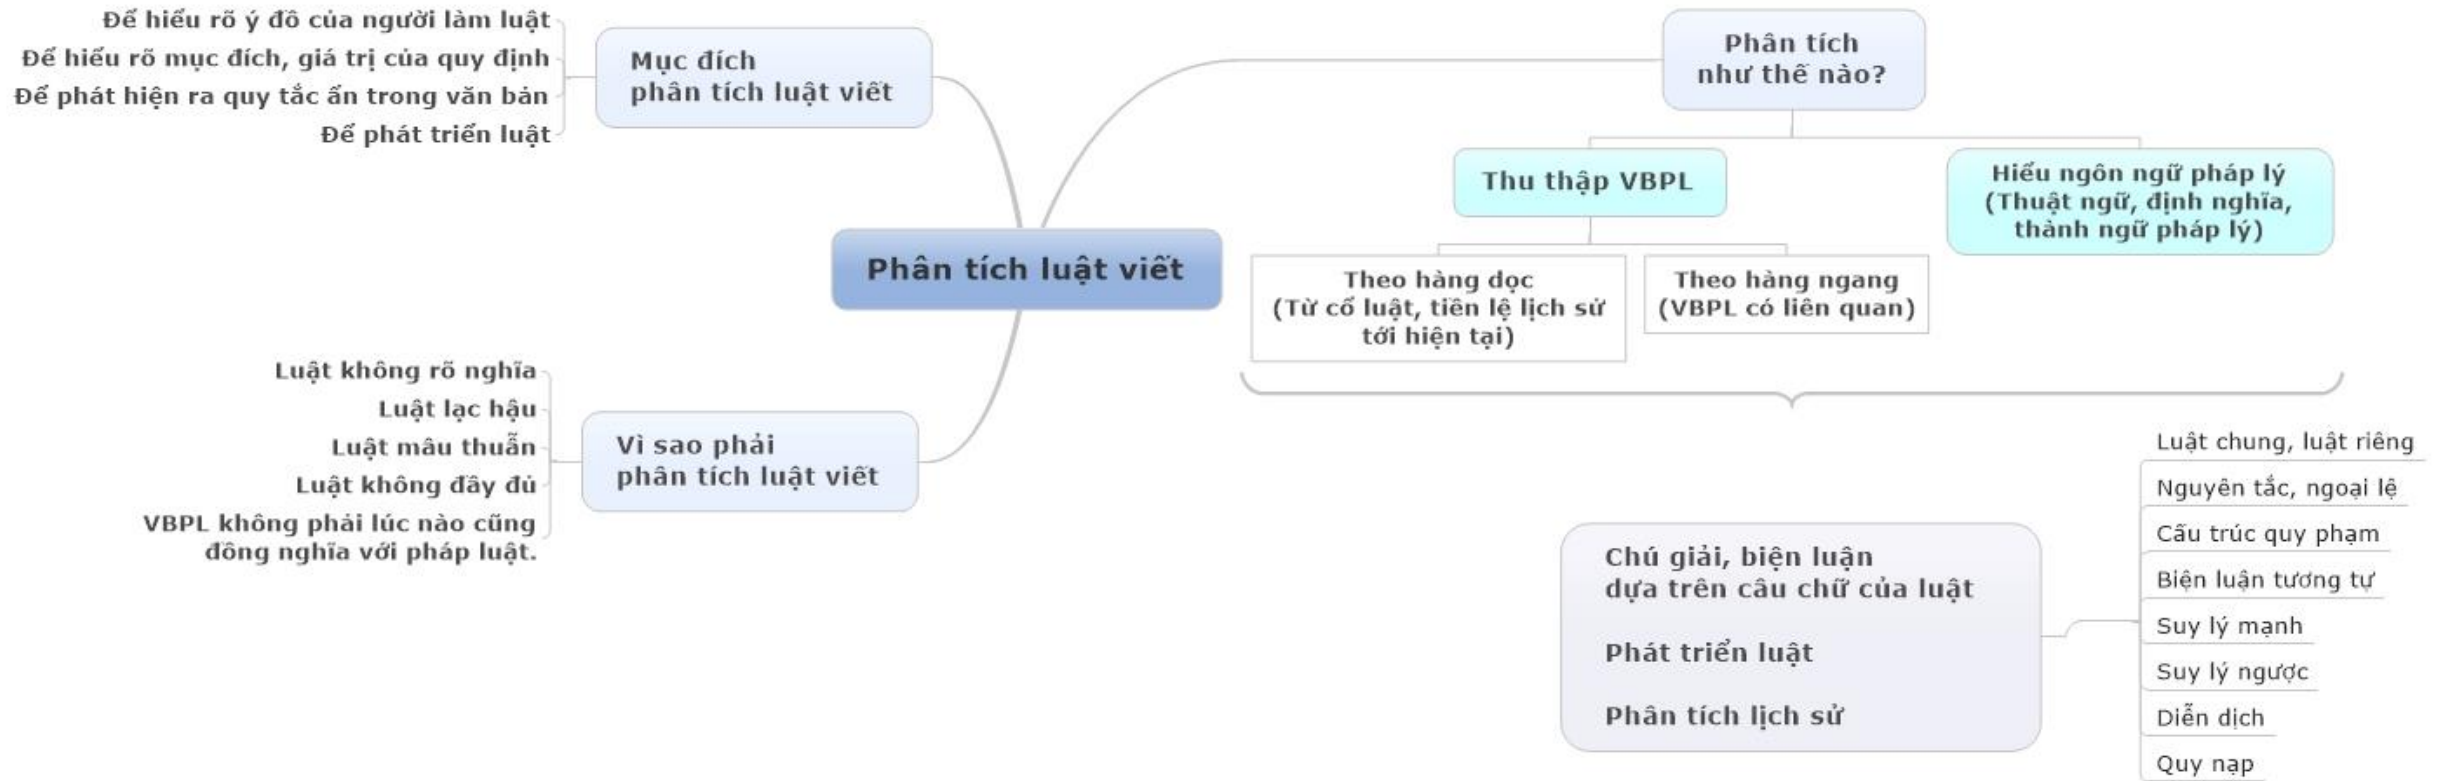 Để hiểu rõ ý đồ của người làm luật
Để hiểu rõ mục đích, giá trị của quy định
Để phát hiện ra quy tắc ẩn trong văn bản
Để phát triển luật
Mục đích
phân tích luật viết
Phân tích
như thế nào?
Thu thập VBPL
Hiểu ngôn ngữ pháp lý
(Thuật ngữ, định nghĩa,
thành ngữ pháp lý)
Theo hàng dọc
(Từ cổ luật, tiền lệ lịch sử
tới hiện tại)
Theo hàng ngang
(VBPL có liên quan)
Phân tích luật viết
Luật không rõ nghĩa
Luật lạc hậu
Luật mâu thuẫn
Luật không đầy đủ
VBPL không phải lúc nào cũng
đồng nghĩa với pháp luật.
Vì sao phải
phân tích luật viết
Chú giải, biện luận
dựa trên câu chữ của luật
Phát triển luật
Phân tích lịch sử
Luật chung, luật riêng
Nguyên tắc, ngoại lệ
Cấu trúc quy phạm
Biện luận tương tự
Suy lý mạnh
Suy lý ngược
Diễn dịch
Quy nạp